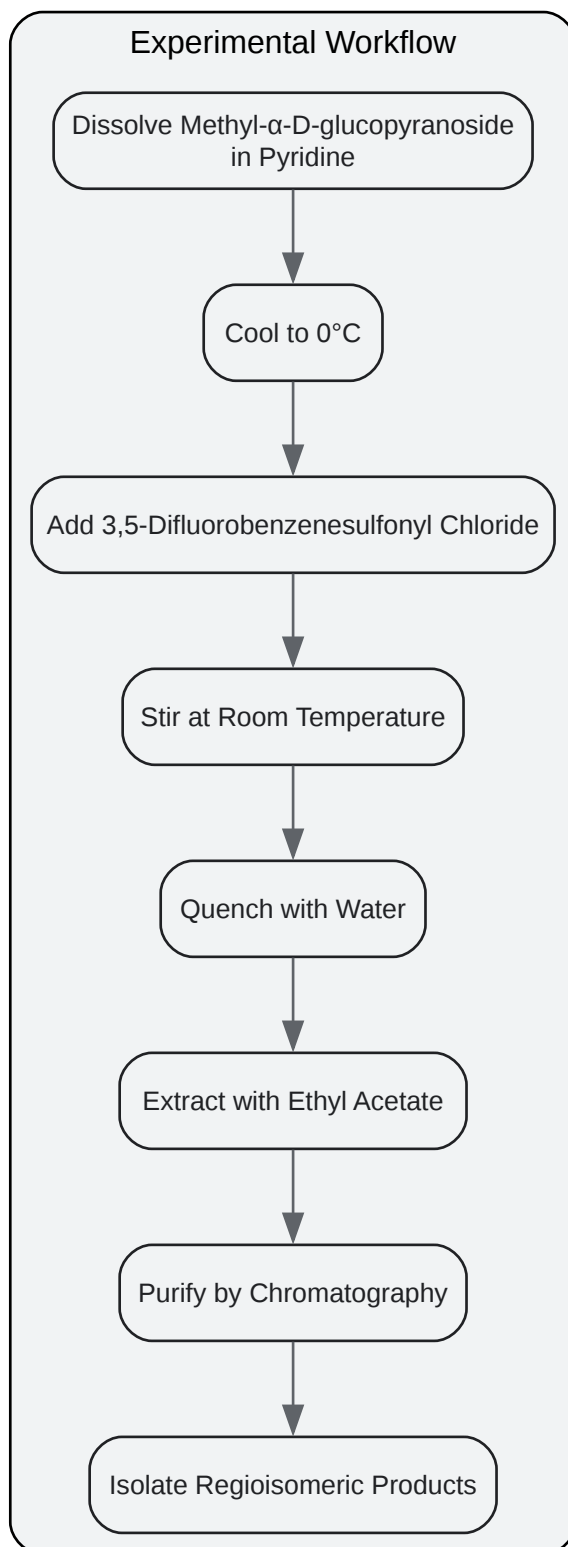 Experimental Workflow
Dissolve Methyl-α-D-glucopyranoside
in Pyridine
Cool to 0°C
Add 3,5-Difluorobenzenesulfonyl Chloride
Stir at Room Temperature
Quench with Water
Extract with Ethyl Acetate
Purify by Chromatography
Isolate Regioisomeric Products